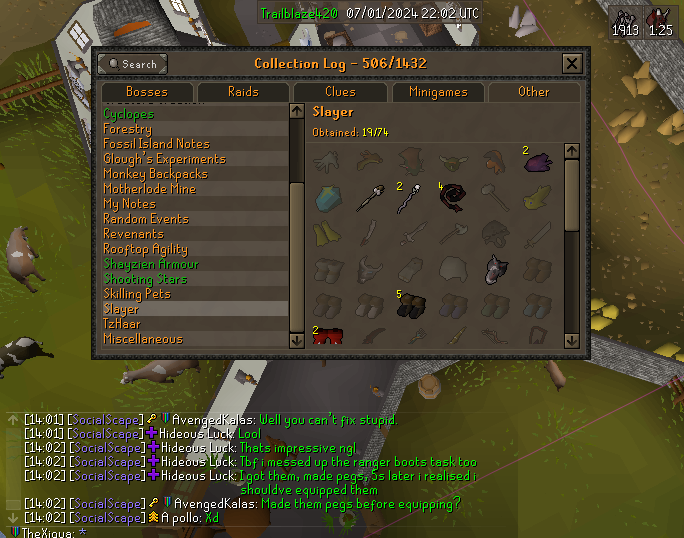 Trailblaze420 07/01/2024 22:02 UTC
1913 1:25
Search
Collection Log - 506/1432
Bosses Raids Clues Minigames Other
Cyclopes
Forestry
Fossil Island Notes
Glough's Experiments
Monkey Backpacks
Motherlode Mine
My Notes
Random Events
Revenants
Rooftop Agility
Shayzien Armour
Shooting Stars
Skilling Pets
Slayer
TzHaar
Miscellaneous
Slayer
Obtained: 19/74
2
2 4
5
2
[14:01] [SocialScape] AvengedKalas: Well you can't fix stupid.
[14:01] [SocialScape] Hideous Luck: Lool
[14:02] [SocialScape] Hideous Luck: Thats impressive ngl
[14:02] [SocialScape] Hideous Luck: Tbf i messed up the ranger boots task too
[14:02] [SocialScape] Hideous Luck: I got them, made pegs, 5s later i realised i
shouldve equipped them
[14:02] [SocialScape] AvengedKalas: Made them pegs before equipping?
[14:02] [SocialScape] A pollo: Xd
TheXiqua: *